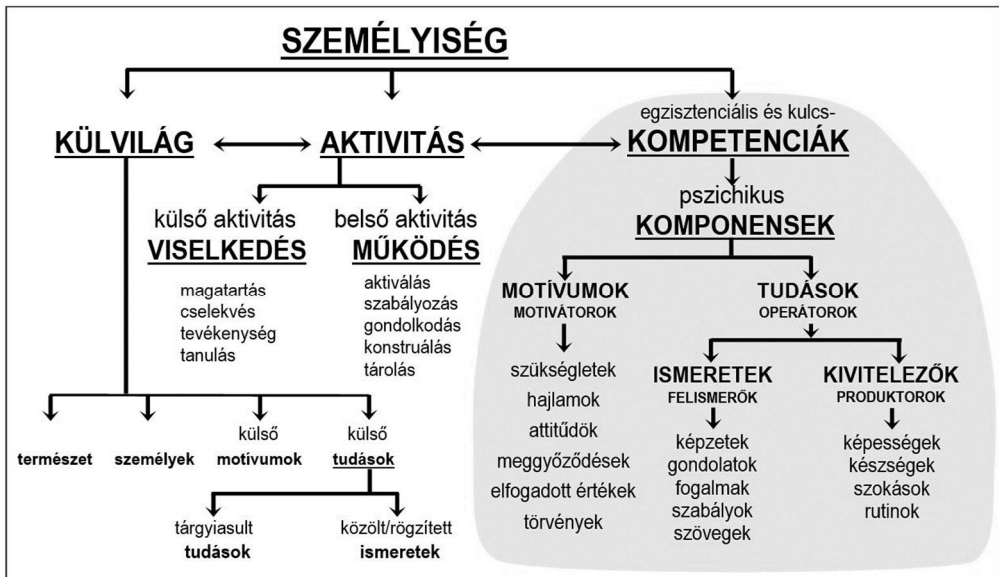 SZEMÉLYISÉG
KÜLVILÁG
AKTIVITÁS
egzisztenciális és kulcs-
KOMPETENCIÁK
külső aktivitás
VISELKEDÉS
magatartás
cselekvés
tevékenység
tanulás
belső aktivitás
MŰKÖDÉS
aktiválás
szabályozás
gondolkodás
konstruálás
tárolás
pszichikus
KOMPONENSEK
MOTÍVUMOK
MOTIVÁTOROK
szükségletek
hajlamok
attitűdök
meggyőződések
elfogadott értékek
törvények
TUDÁSOK
OPERÁTOROK
ISMERETEK
FELISMERŐK
képzetek
gondolatok
fogalmak
szabályok
szövegek
KIVITELEZŐK
PRODUKTOROK
képességek
készségek
szokások
rutinok
természet
személyek
külső
motívumok
külső
tudások
tárgyiasult
tudások
közölt/rögzített
ismeretek